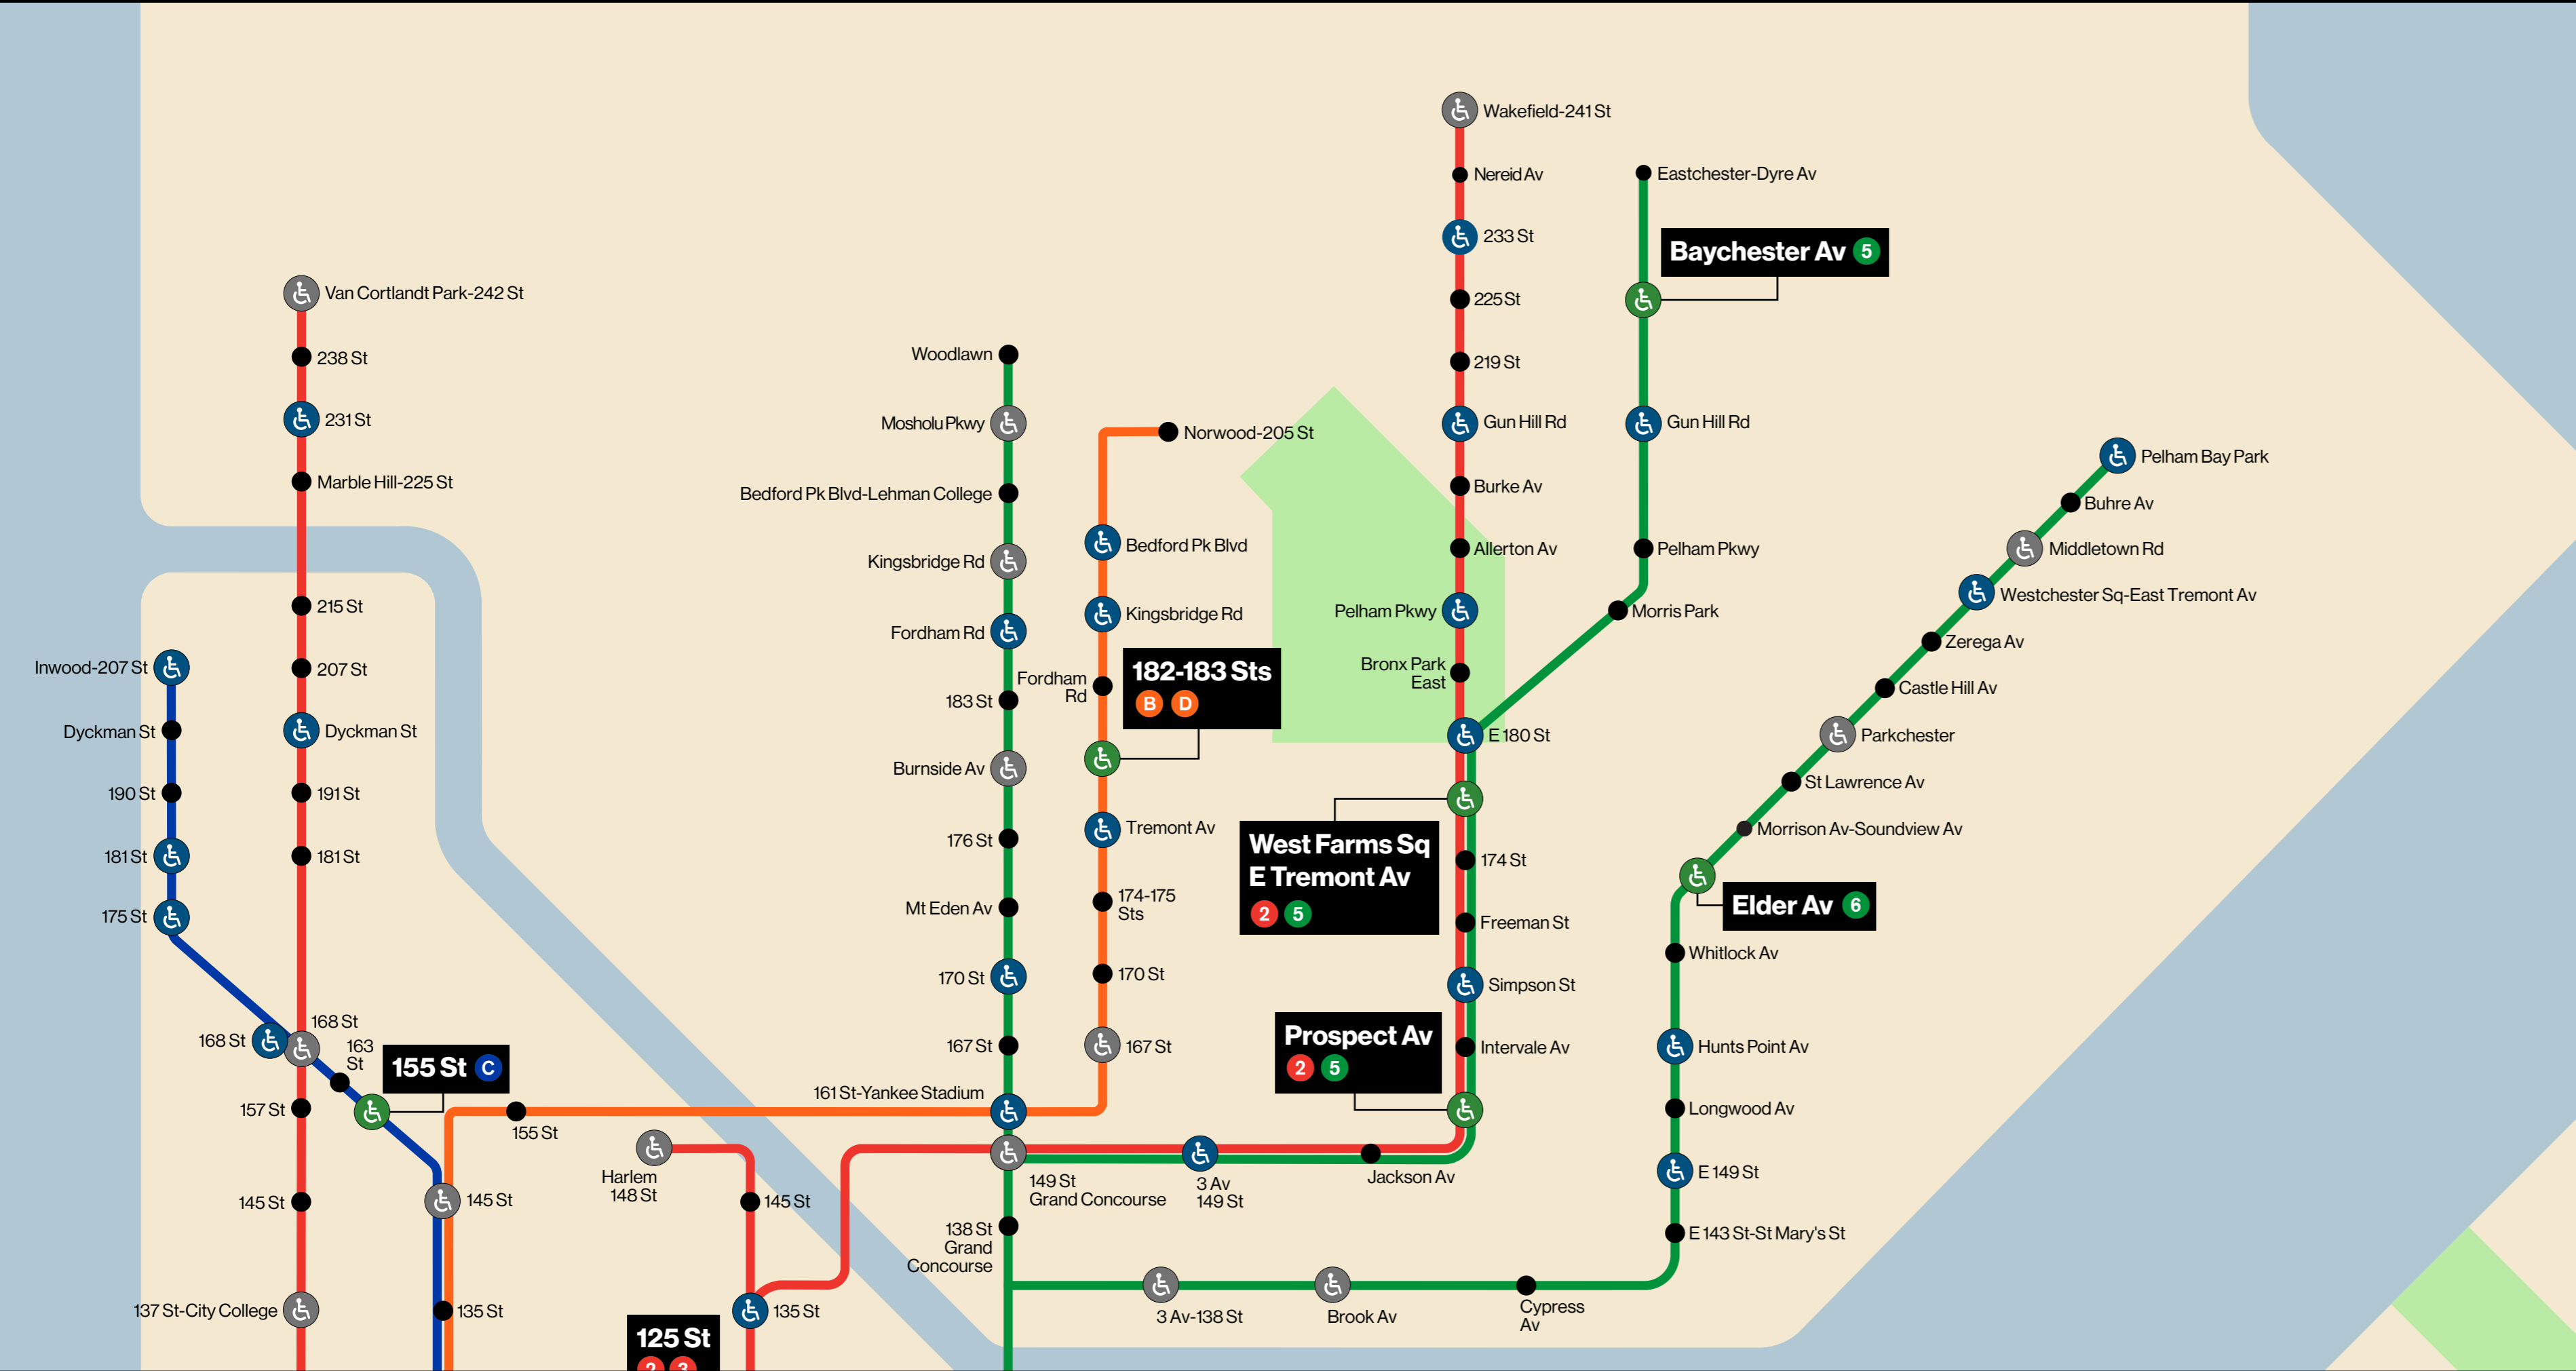 Wakefield-241 St
Nereid Av
Eastchester-Dyre Av
233 St
Baychester Av 5
Van Cortlandt Park-242 St
225 St
238 St
Woodlawn
219 St
231 St
Mosholu Pkwy
Norwood-205 St
Gun Hill Rd
Gun Hill Rd
Pelham Bay Park
Marble Hill-225 St
Bedford Pk Blvd-Lehman College
Burke Av
Buhre Av
Bedford Pk Blvd
Allerton Av
Pelham Pkwy
Middletown Rd
Kingsbridge Rd
Westchester Sq-East Tremont Av
215 St
Kingsbridge Rd
Pelham Pkwy
Morris Park
Fordham Rd
Zerega Av
Inwood-207 St
207 St
Fordham
Rd
182-183 Sts
B D
Bronx Park
East
Castle Hill Av
183 St
Dyckman St
Dyckman St
E 180 St
Parkchester
Burnside Av
190 St
191 St
St Lawrence Av
Tremont Av
Morrison Av-Soundview Av
176 St
West Farms Sq
E Tremont Av
2 5
181 St
181 St
174 St
174-175
Sts
Mt Eden Av
Elder Av 6
175 St
Freeman St
Whitlock Av
170 St
170 St
Simpson St
168 St
168 St
163
St
155 St C
167 St
167 St
Prospect Av
2 5
Intervale Av
Hunts Point Av
161 St-Yankee Stadium
157 St
155 St
Longwood Av
Harlem
148 St
149 St
Grand Concourse
3 Av
149 St
Jackson Av
E 149 St
145 St
145 St
145 St
138 St
Grand
Concourse
E 143 St-St Mary's St
137 St-City College
135 St
135 St
3 Av-138 St
Brook Av
Cypress
Av
125 St
2 3